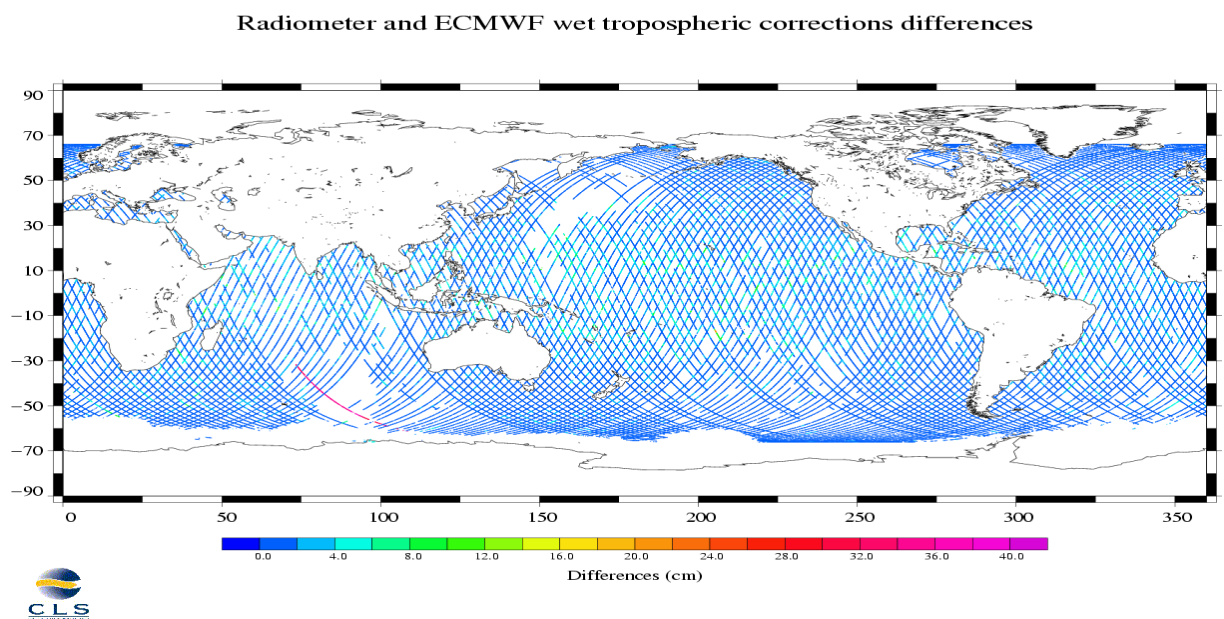 Radiometer and ECMWF wet tropospheric corrections differences
90
70
50
30
10
−10
−30
−50
−70
−90
0 50 100 150 200 250 300 350
0.0 4.0 8.0 12.0 16.0 20.0 24.0 28.0 32.0 36.0 40.0
Differences (cm)
CLS